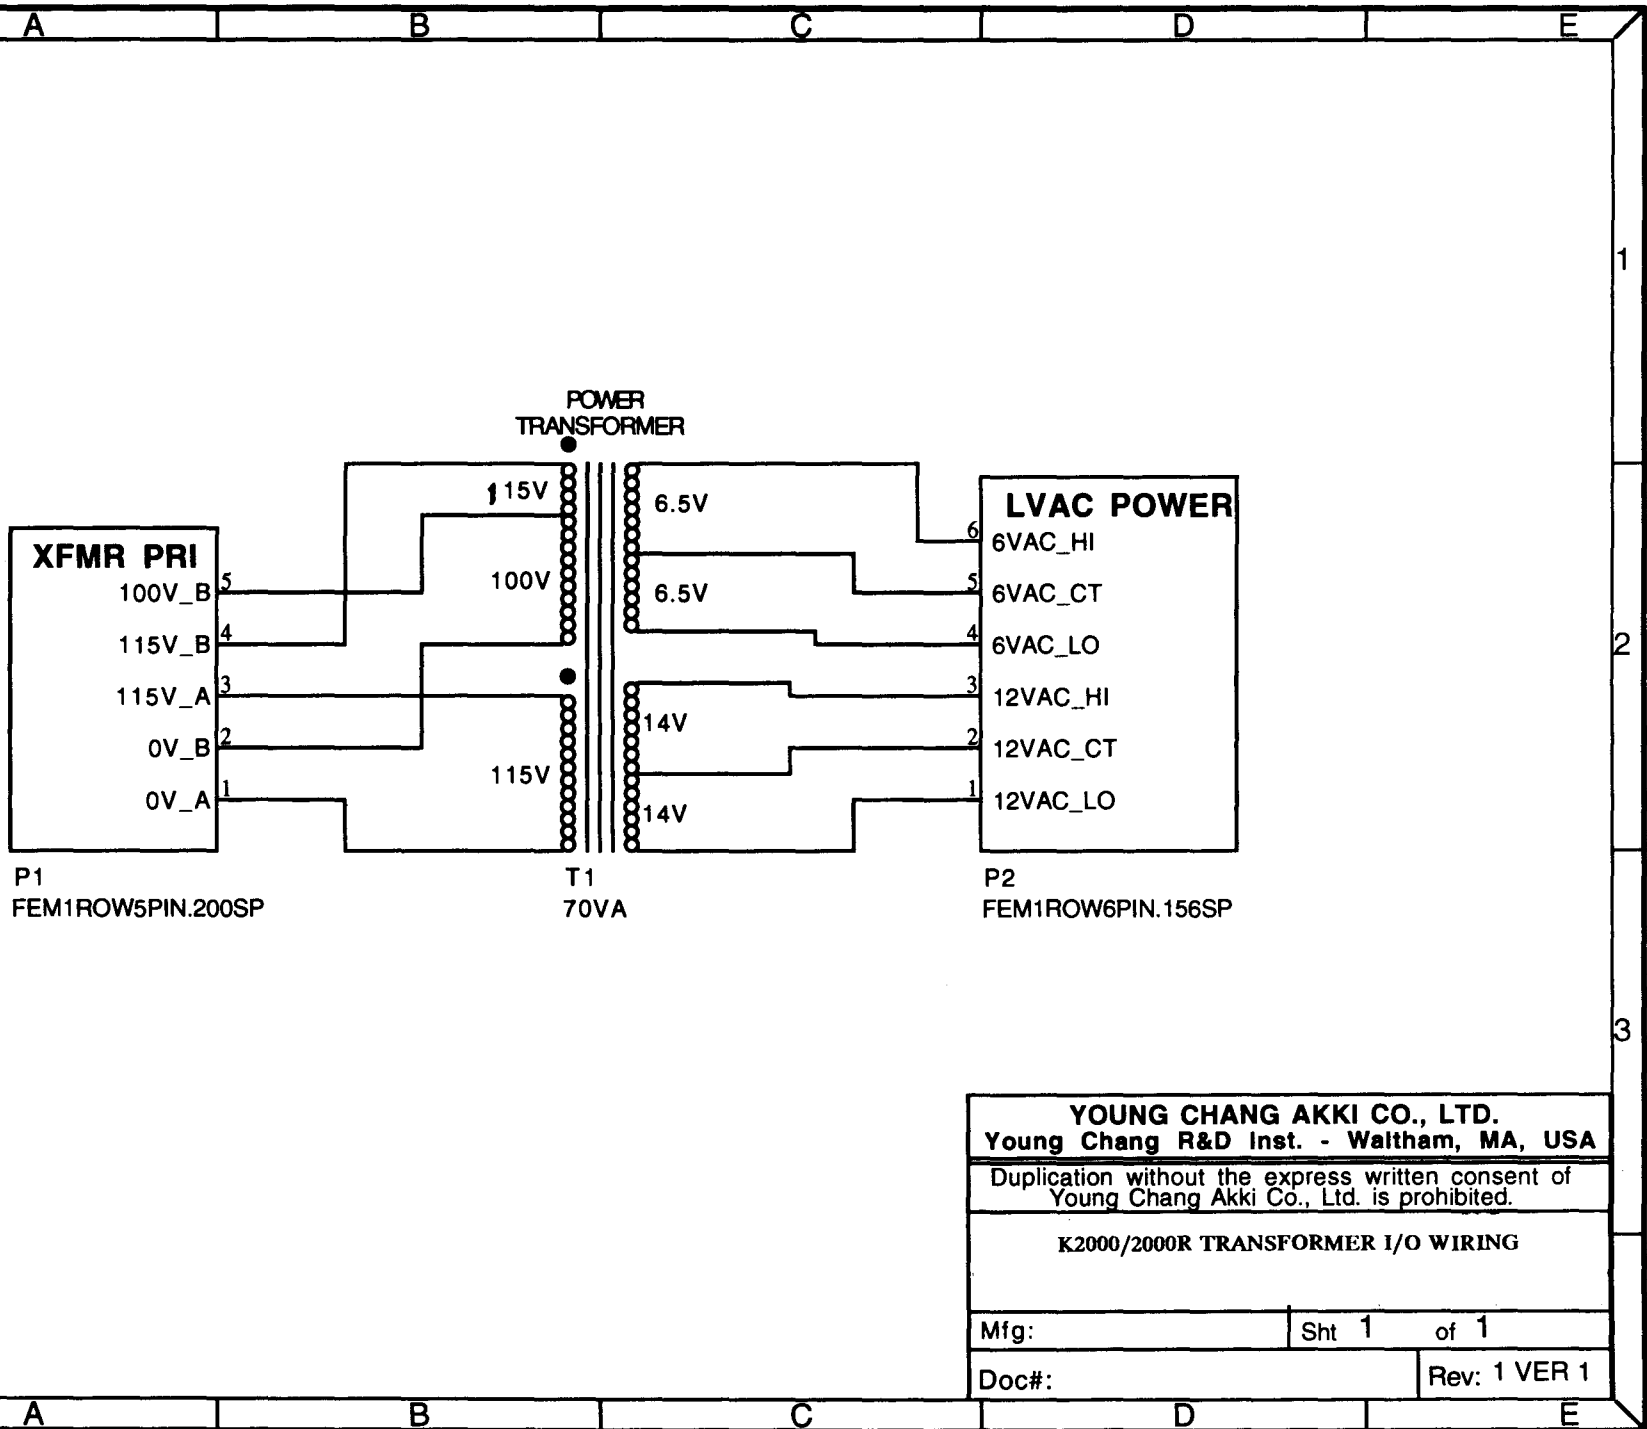 A B C D E
1
2
3
POWER
TRANSFORMER
115V
100V
115V
6.5V
6.5V
14V
14V
XFMR PRI
100V_B 5
115V_B 4
115V_A 3
0V_B 2
0V_A 1
P1
FEM1ROW5PIN.200SP
T1
70VA
LVAC POWER
6 6VAC_HI
5 6VAC_CT
4 6VAC_LO
3 12VAC_HI
2 12VAC_CT
1 12VAC_LO
P2
FEM1ROW6PIN.156SP
YOUNG CHANG AKKI CO., LTD.
Young Chang R&D Inst. - Waltham, MA, USA
Duplication without the express written consent of
Young Chang Akki Co., Ltd. is prohibited.
K2000/2000R TRANSFORMER I/O WIRING
Mfg:
Sht 1 of 1
Doc#:
Rev: 1 VER 1
A B C D E